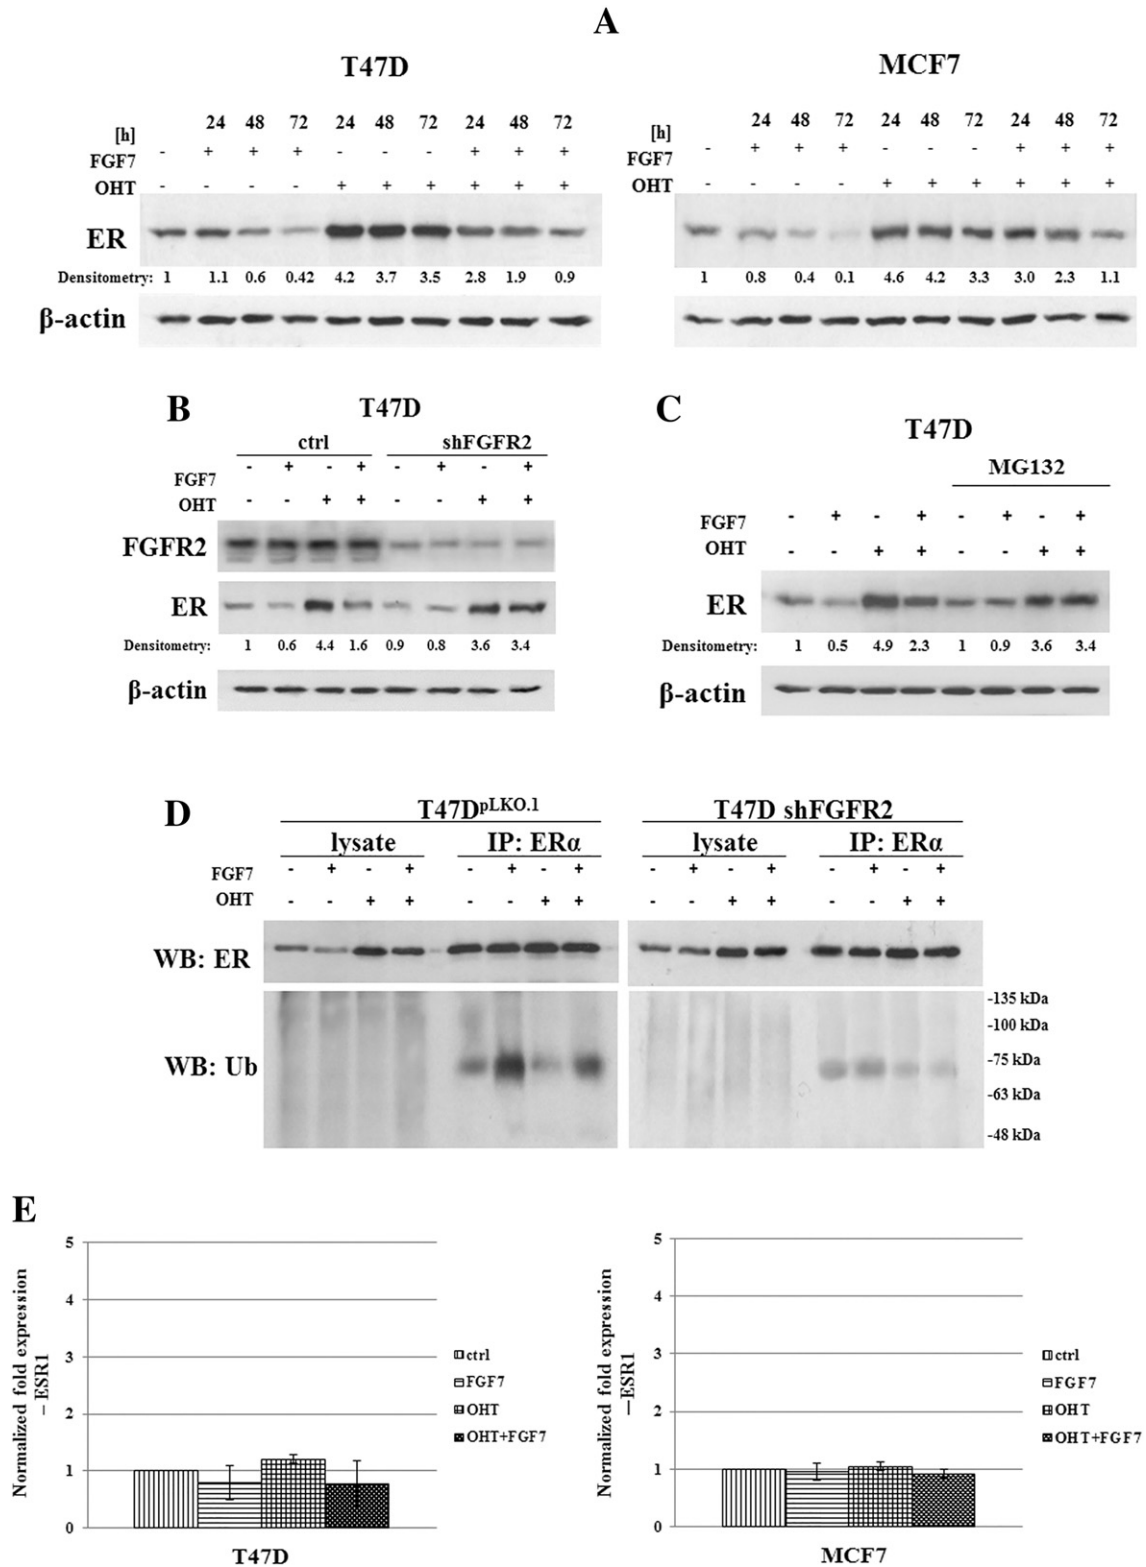 A
T47D
MCF7
[h] 24 48 72 24 48 72 24 48 72
FGF7 - + + + - - - + + +
OHT - - - - + + + + + +
ER
Densitometry: 1 1.1 0.6 0.42 4.2 3.7 3.5 2.8 1.9 0.9
β-actin
[h] 24 48 72 24 48 72 24 48 72
FGF7 - + + + - - - + + +
OHT - - - - + + + + + +
1 0.8 0.4 0.1 4.6 4.2 3.3 3.0 2.3 1.1
B
T47D
ctrl shFGFR2
FGF7 - + - + - + - +
OHT - - + + - - + +
FGFR2
ER
Densitometry: 1 0.6 4.4 1.6 0.9 0.8 3.6 3.4
β-actin
C
T47D
MG132
FGF7 - + - + - + - +
OHT - - + + - - + +
ER
Densitometry: 1 0.5 4.9 2.3 1 0.9 3.6 3.4
β-actin
D
T47DpLKO.1 T47D shFGFR2
lysate IP: ERα lysate IP: ERα
FGF7 - + - + - + - + - + - + - + - +
OHT - - + + - - + + - - + + - - + +
WB: ER
WB: Ub
-135 kDa
-100 kDa
-75 kDa
-63 kDa
-48 kDa
E
Normalized fold expression
– ESR1
5
4
3
2
1
0
T47D
ctrl
FGF7
OHT
OHT+FGF7
Normalized fold expression
—ESR1
5
4
3
2
1
0
MCF7
ctrl
FGF7
OHT
OHT+FGF7